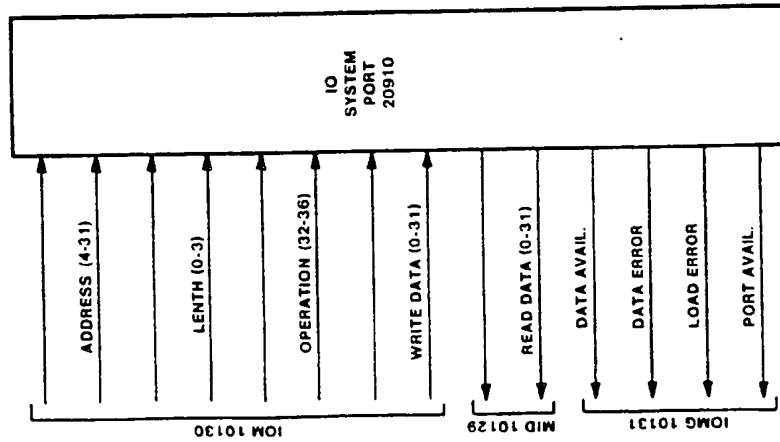 IO
SYSTEM
PORT
20910
ADDRESS (4-31)
LENTH (0-3)
OPERATION (32-36)
WRITE DATA (0-31)
READ DATA (0-31)
DATA AVAIL.
DATA ERROR
LOAD ERROR
PORT AVAIL.
IOM 10130
MID 10129
IOMG 10131